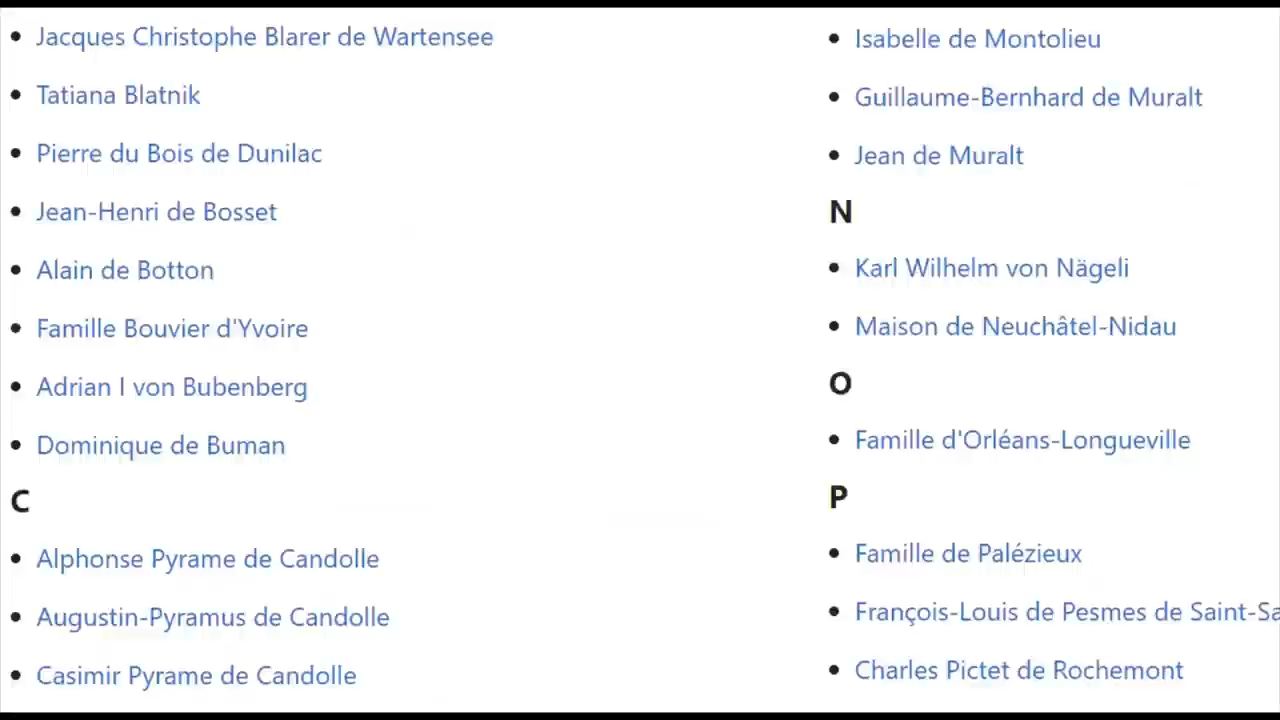 Jacques Christophe Blarer de Wartensee
Tatiana Blatnik
Pierre du Bois de Dunilac
Jean-Henri de Bosset
Alain de Botton
Famille Bouvier d'Yvoire
Adrian I von Bubenberg
Dominique de Buman
C
Alphonse Pyrame de Candolle
Augustin-Pyramus de Candolle
Casimir Pyrame de Candolle
Isabelle de Montolieu
Guillaume-Bernhard de Muralt
Jean de Muralt
N
Karl Wilhelm von Nägeli
Maison de Neuchâtel-Nidau
O
Famille d'Orléans-Longueville
P
Famille de Palézieux
François-Louis de Pesmes de Saint-Sa
Charles Pictet de Rochemont